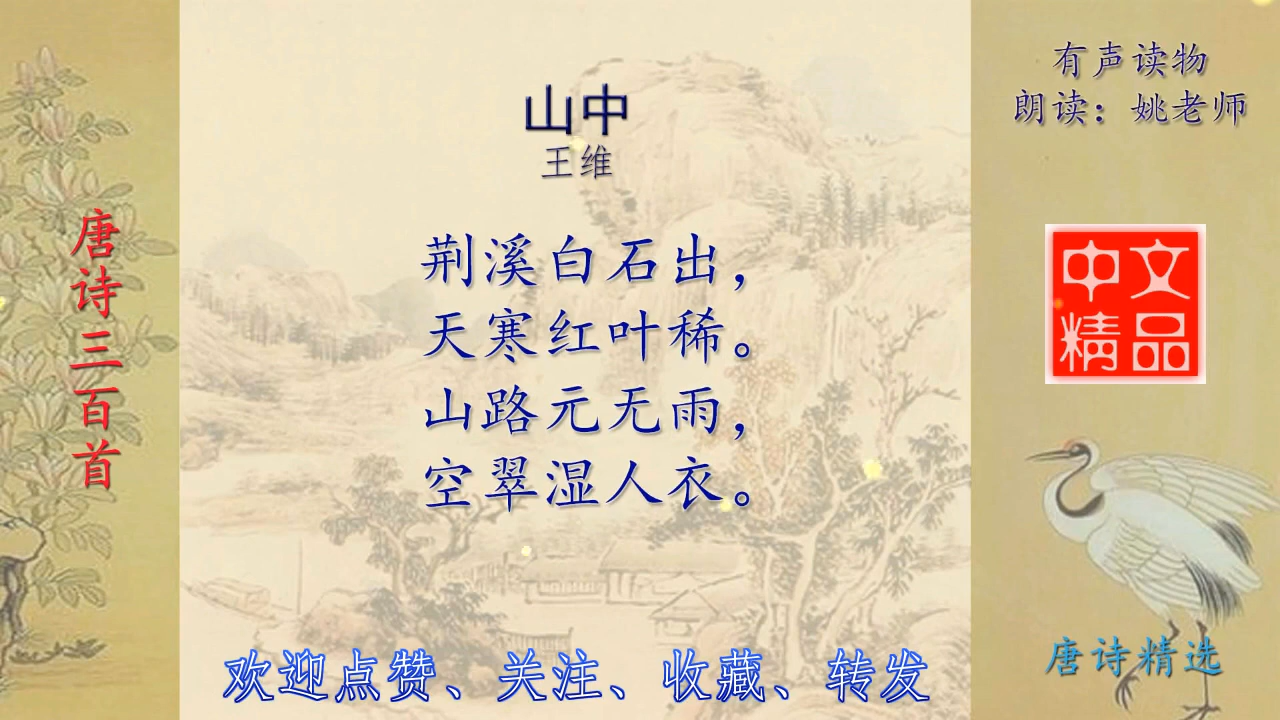 山中
王维
荆溪白石出，
天寒红叶稀。
山路元无雨，
空翠湿人衣。
唐诗三百首
有声读物
朗读：姚老师
中文
精品
唐诗精选
欢迎点赞、关注、收藏、转发